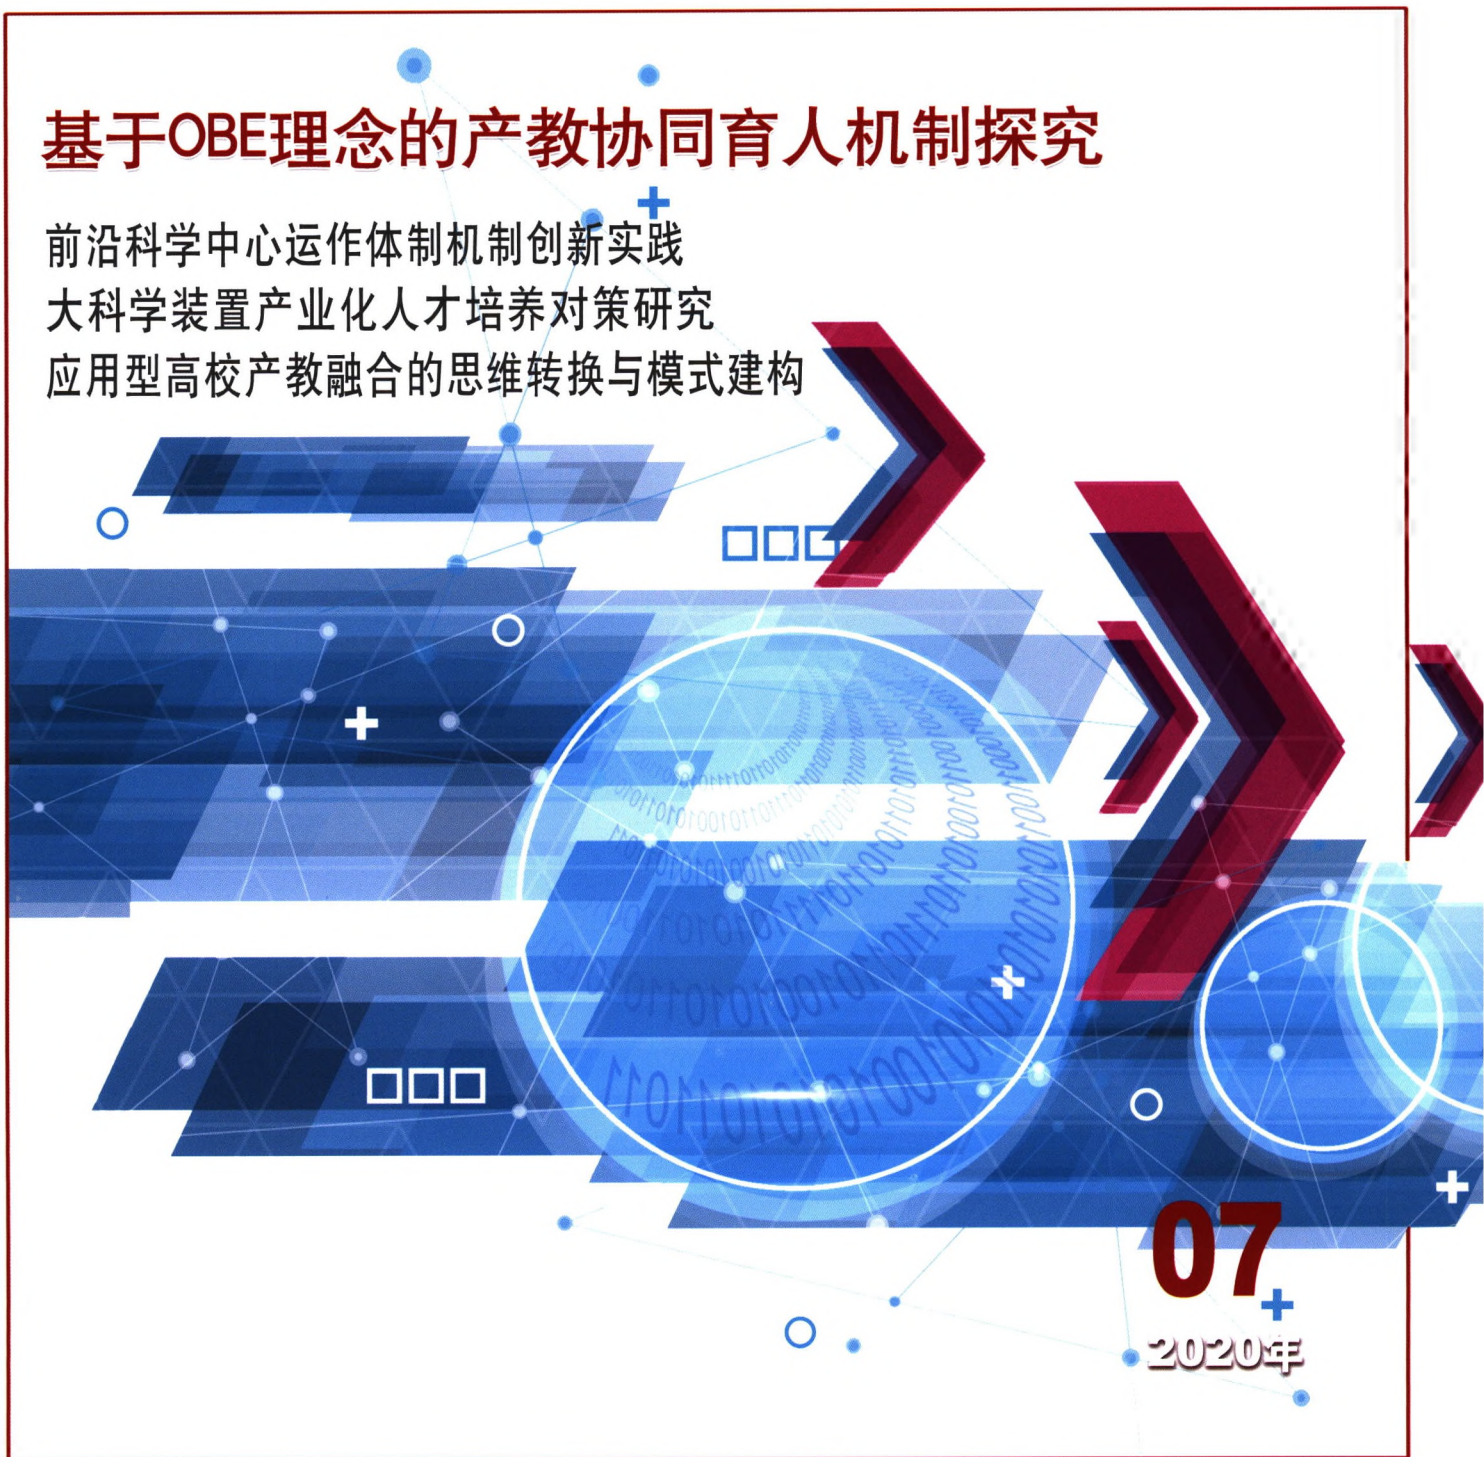 基于OBE理念的产教协同育人机制探究
前沿科学中心运作体制机制创新实践
大科学装置产业化人才培养对策研究
应用型高校产教融合的思维转换与模式建构
07
2020年